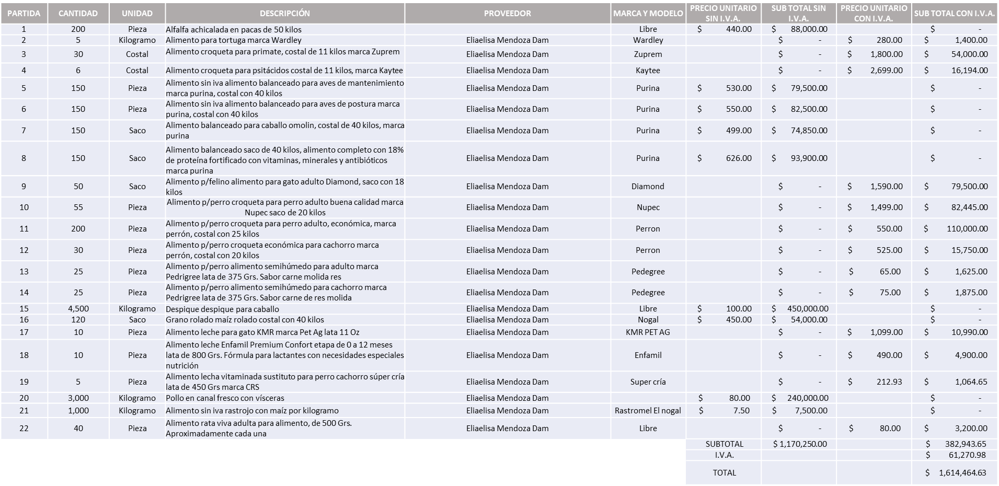 PARTIDA CANTIDAD UNIDAD DESCRIPCIÓN PROVEEDOR MARCA Y MODELO PRECIO UNITARIO SIN I.V.A. SUB TOTAL SIN I.V.A. PRECIO UNITARIO CON I.V.A. SUB TOTAL CON I.V.A.
1 200 Pieza Alfalfa achicalada en pacas de 50 kilos Libre $ 440.00 $ 88,000.00 $ -
2 5 Kilogramo Alimento para tortuga marca Wardley Eliaelisa Mendoza Dam Wardley $ - $ 280.00 $ 1,400.00
3 30 Costal Alimento croqueta para primate, costal de 11 kilos marca Zuprem Eliaelisa Mendoza Dam Zuprem $ - $ 1,800.00 $ 54,000.00
4 6 Costal Alimento croqueta para psitácidos costal de 11 kilos, marca Kaytee Eliaelisa Mendoza Dam Kaytee $ - $ 2,699.00 $ 16,194.00
5 150 Pieza Alimento sin iva alimento balanceado para aves de mantenimiento
marca purina, costal con 40 kilos Eliaelisa Mendoza Dam Purina $ 530.00 $ 79,500.00 $ -
6 150 Pieza Alimento sin iva alimento balanceado para aves de postura marca
purina, costal con 40 kilos Eliaelisa Mendoza Dam Purina $ 550.00 $ 82,500.00 $ -
7 150 Saco Alimento balanceado para caballo omolin, costal de 40 kilos, marca
purina Eliaelisa Mendoza Dam Purina $ 499.00 $ 74,850.00 $ -
8 150 Saco Alimento balanceado saco de 40 kilos, alimento completo con 18%
de proteína fortificado con vitaminas, minerales y antibióticos
marca purina Eliaelisa Mendoza Dam Purina $ 626.00 $ 93,900.00 $ -
9 50 Saco Alimento p/felino alimento para gato adulto Diamond, saco con 18
kilos Eliaelisa Mendoza Dam Diamond $ - $ 1,590.00 $ 79,500.00
10 55 Pieza Alimento p/perro croqueta para perro adulto buena calidad marca
Nupec saco de 20 kilos Eliaelisa Mendoza Dam Nupec $ - $ 1,499.00 $ 82,445.00
11 200 Pieza Alimento p/perro croqueta para perro adulto, económica, marca
perrón, costal con 25 kilos Eliaelisa Mendoza Dam Perron $ - $ 550.00 $ 110,000.00
12 30 Pieza Alimento p/perro croqueta económica para cachorro marca
perrón, costal con 20 kilos Eliaelisa Mendoza Dam Perron $ - $ 525.00 $ 15,750.00
13 25 Pieza Alimento p/perro alimento semihúmedo para adulto marca
Pedrigree lata de 375 Grs. Sabor carne molida res Eliaelisa Mendoza Dam Pedegree $ - $ 65.00 $ 1,625.00
14 25 Pieza Alimento p/perro alimento semihúmedo para cachorro marca
Pedrigree lata de 375 Grs. Sabor carne de res molida Eliaelisa Mendoza Dam Pedegree $ - $ 75.00 $ 1,875.00
15 4,500 Kilogramo Despique despique para caballo Eliaelisa Mendoza Dam Libre $ 100.00 $ 450,000.00 $ -
16 120 Saco Grano rolado maíz rolado costal con 40 kilos Eliaelisa Mendoza Dam Nogal $ 450.00 $ 54,000.00 $ -
17 10 Pieza Alimento leche para gato KMR marca Pet Ag lata 11 Oz Eliaelisa Mendoza Dam KMR PET AG $ - $ 1,099.00 $ 10,990.00
18 10 Pieza Alimento leche Enfamil Premium Confort etapa de 0 a 12 meses
lata de 800 Grs. Fórmula para lactantes con necesidades especiales
nutrición Eliaelisa Mendoza Dam Enfamil $ - $ 490.00 $ 4,900.00
19 5 Pieza Alimento lecha vitaminada sustituto para perro cachorro súper cría
lata de 450 Grs marca CRS Eliaelisa Mendoza Dam Super cría $ - $ 212.93 $ 1,064.65
20 3,000 Kilogramo Pollo en canal fresco con vísceras Eliaelisa Mendoza Dam $ 80.00 $ 240,000.00 $ -
21 1,000 Kilogramo Alimento sin iva rastrojo con maíz por kilogramo Eliaelisa Mendoza Dam Rastromel El nogal $ 7.50 $ 7,500.00 $ -
22 40 Pieza Alimento rata viva adulta para alimento, de 500 Grs.
Aproximadamente cada una Eliaelisa Mendoza Dam Libre $ - $ 80.00 $ 3,200.00
SUBTOTAL $ 1,170,250.00 $ 382,943.65
I.V.A. $ 61,270.98
TOTAL $ 1,614,464.63